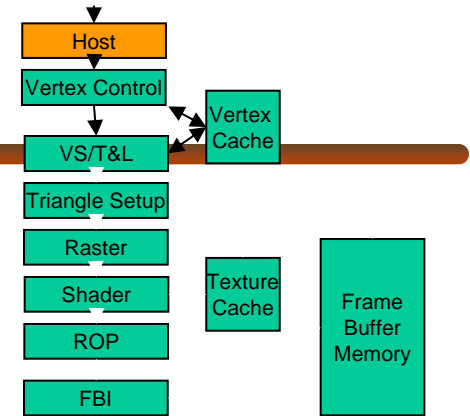 Host
Vertex Control
Vertex
Cache
VS/T&L
Triangle Setup
Raster
Shader
Texture
Cache
Frame
Buffer
Memory
ROP
FBI